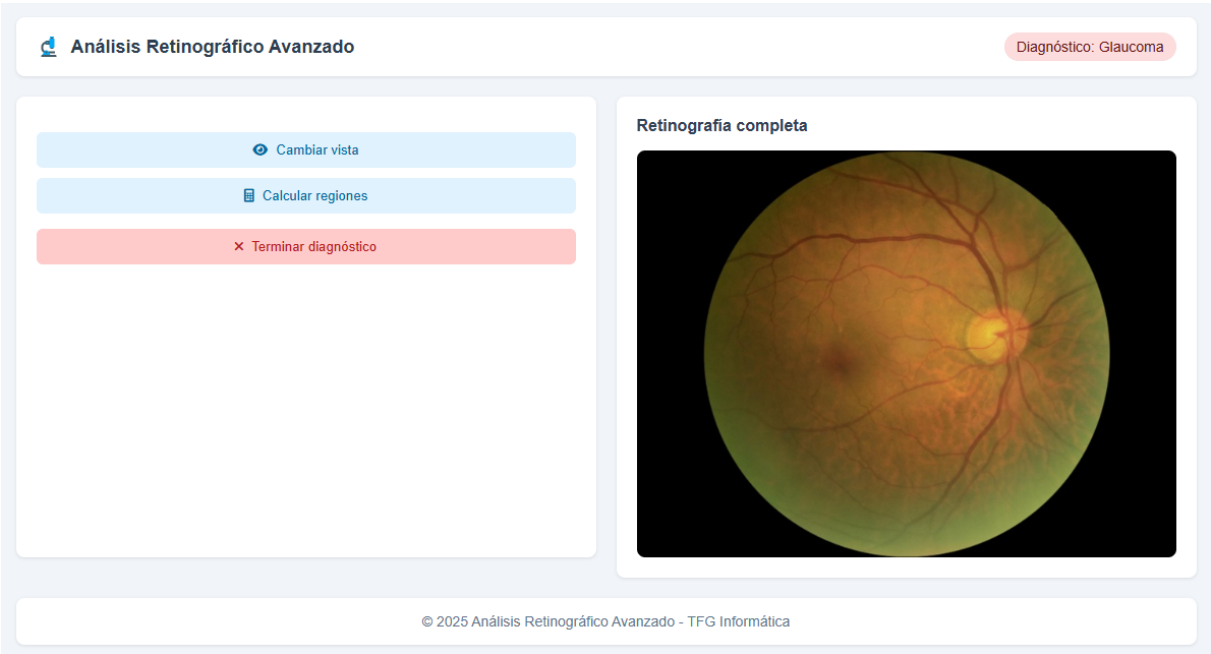 Análisis Retinográfico Avanzado
Diagnóstico: Glaucoma
Cambiar vista
Calcular regiones
Terminar diagnóstico
Retinografía completa
© 2025 Análisis Retinográfico Avanzado - TFG Informática